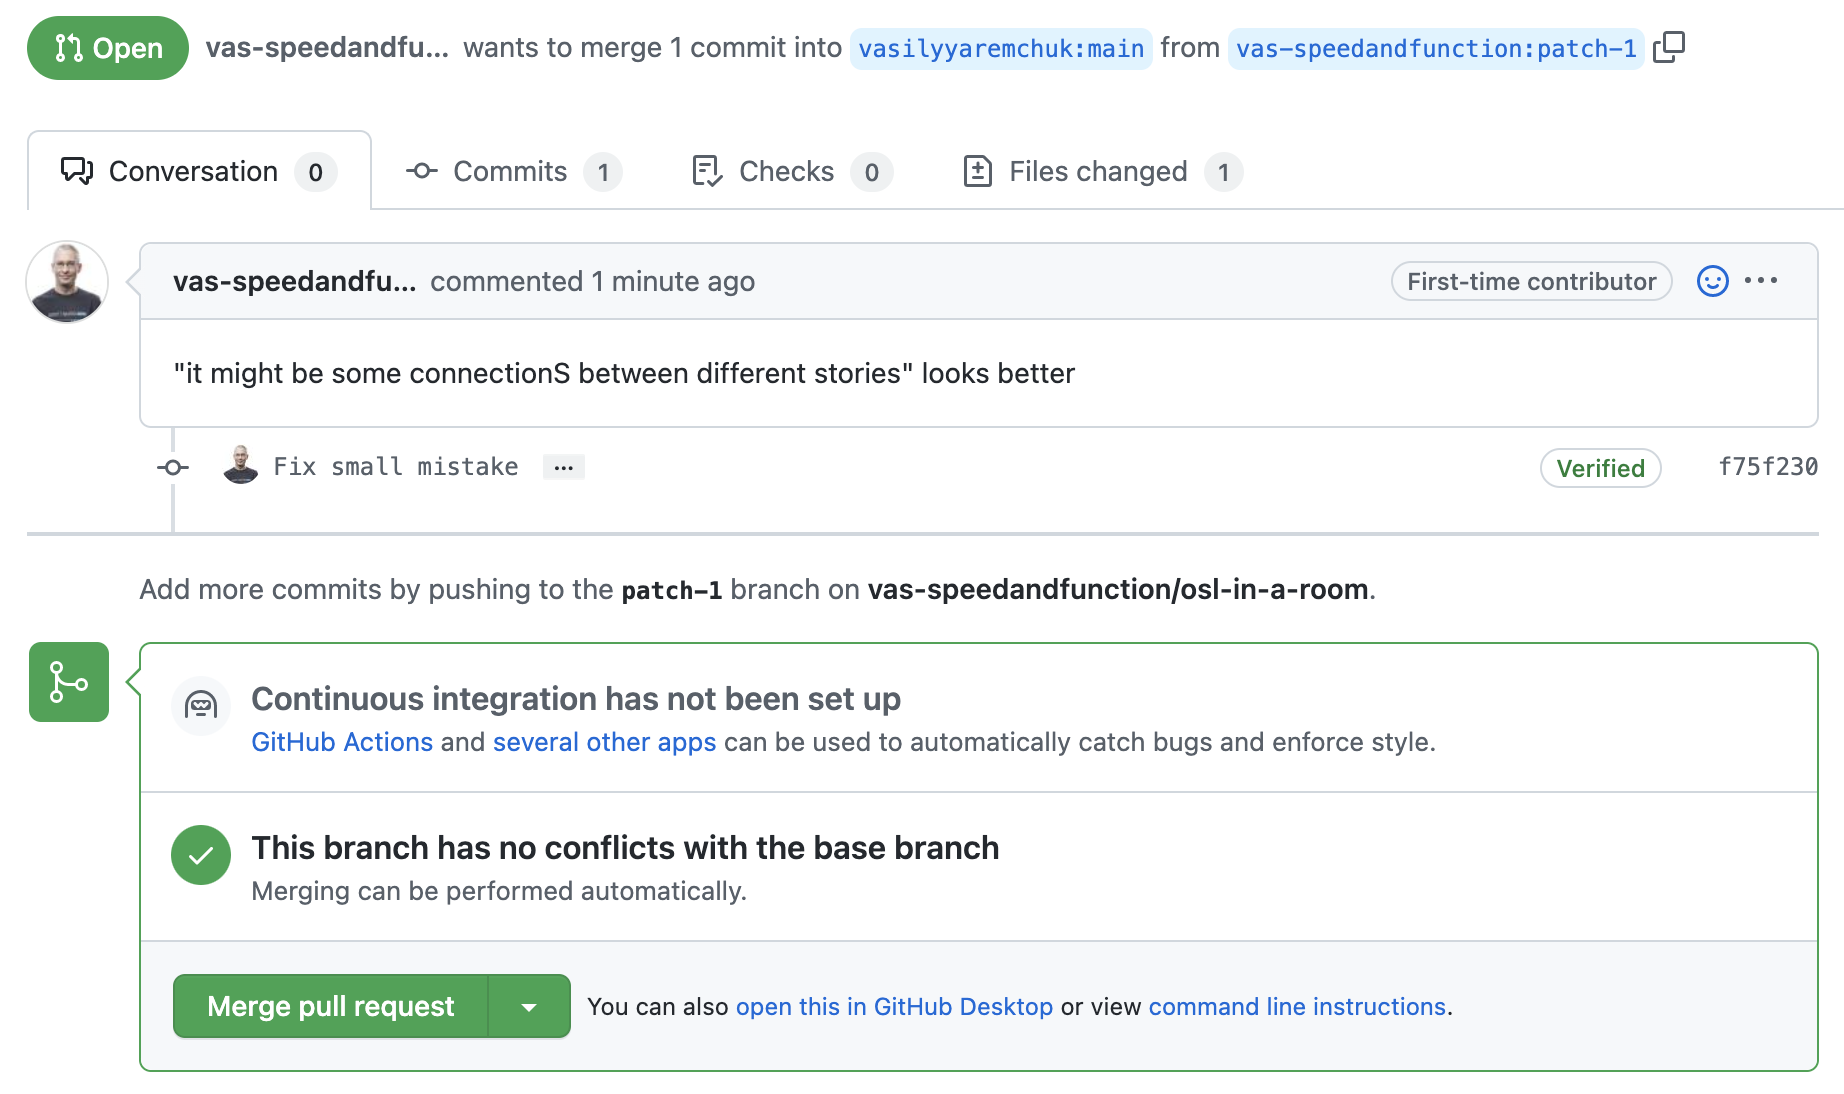 Open vas-speedandfu... wants to merge 1 commit into vasilyyaremchuk:main from vas-speedandfunction:patch-1
Conversation 0 Commits 1 Checks 0 Files changed 1
vas-speedandfu... commented 1 minute ago First-time contributor
"it might be some connectionS between different stories" looks better
Fix small mistake ... Verified f75f230
Add more commits by pushing to the patch-1 branch on vas-speedandfunction/osl-in-a-room.
Continuous integration has not been set up
GitHub Actions and several other apps can be used to automatically catch bugs and enforce style.
This branch has no conflicts with the base branch
Merging can be performed automatically.
Merge pull request You can also open this in GitHub Desktop or view command line instructions.